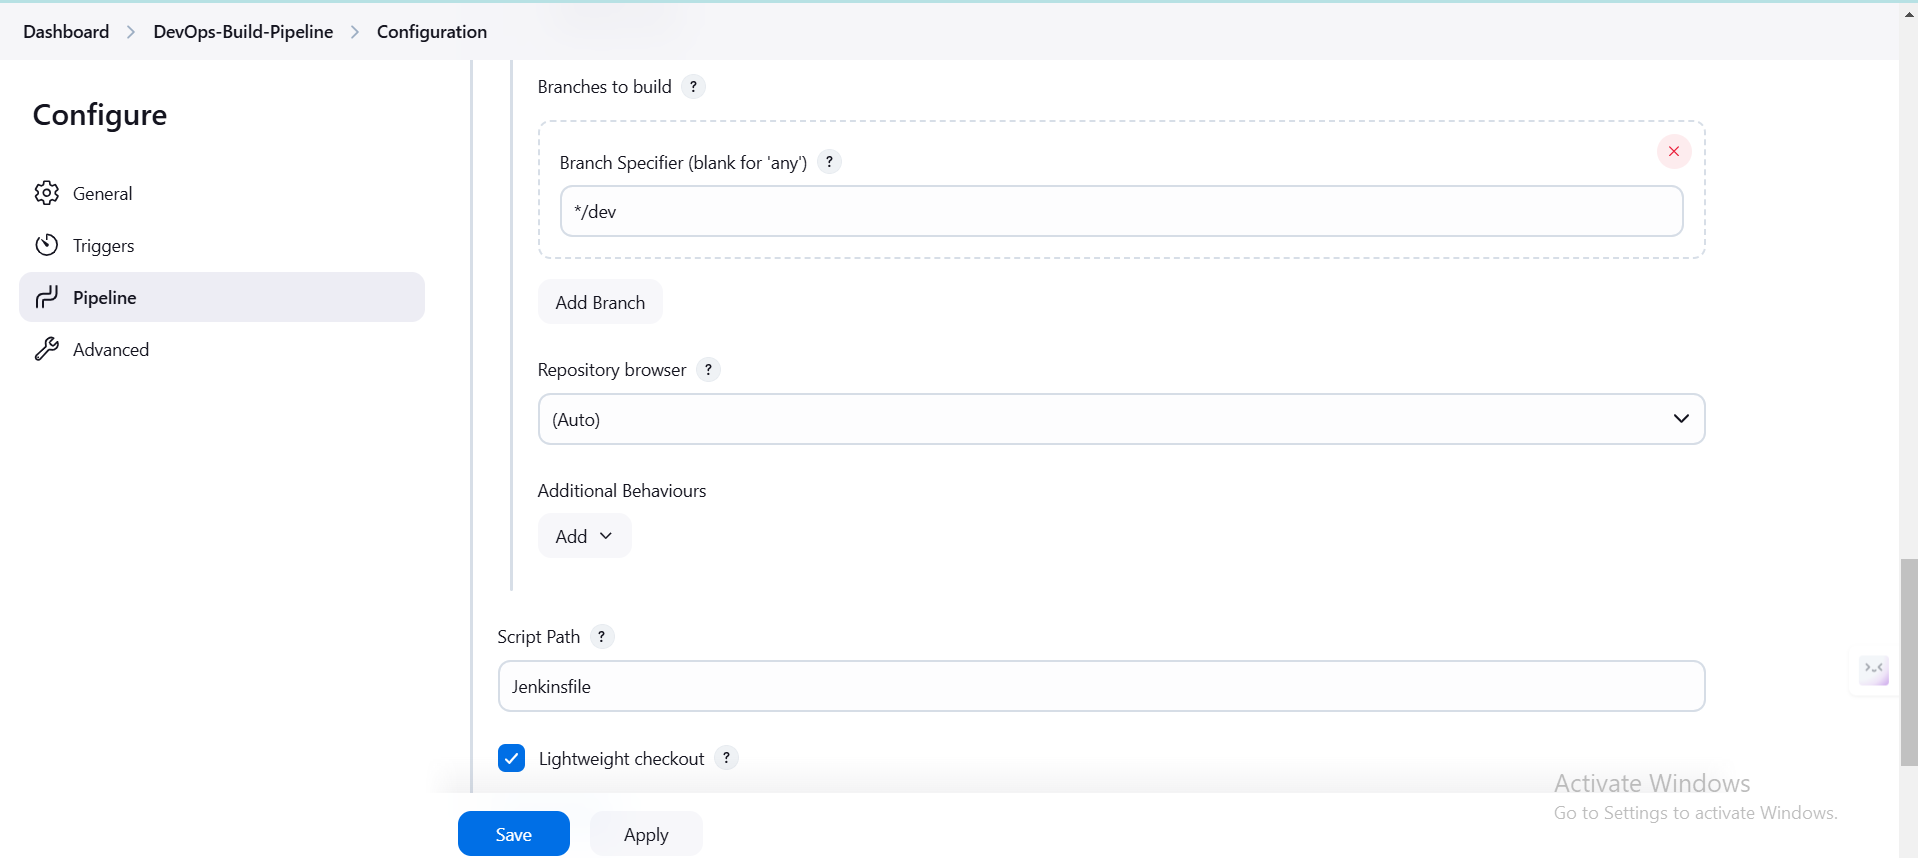 Dashboard > DevOps-Build-Pipeline > Configuration
Configure
General
Triggers
Pipeline
Advanced
Branches to build ?
Branch Specifier (blank for 'any') ?
*/dev
Add Branch
Repository browser ?
(Auto)
Additional Behaviours
Add
Script Path ?
Jenkinsfile
Lightweight checkout ?
Save Apply
Activate Windows
Go to Settings to activate Windows.